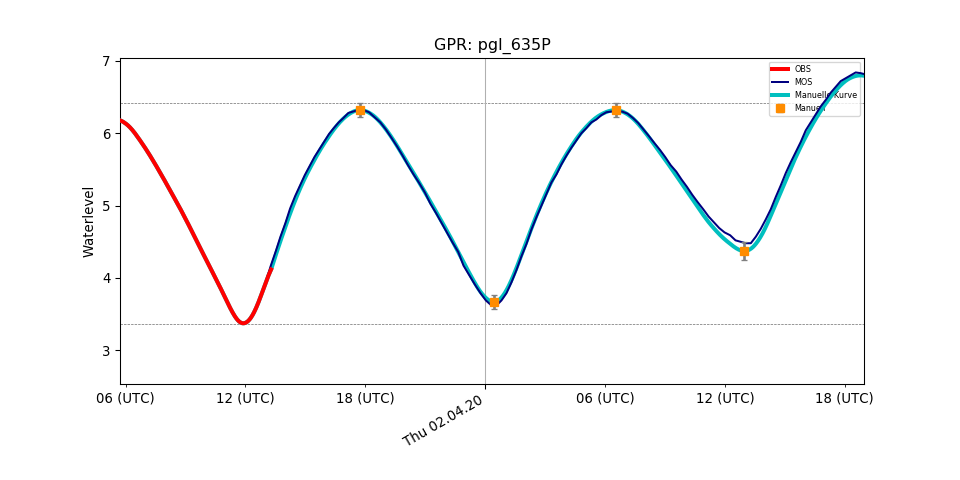 GPR: pgl_635P
7
6
5
4
3
Waterlevel
OBS
MOS
Manuelle Kurve
Manuell
06 (UTC)
12 (UTC)
18 (UTC)
Thu 02.04.20
06 (UTC)
12 (UTC)
18 (UTC)